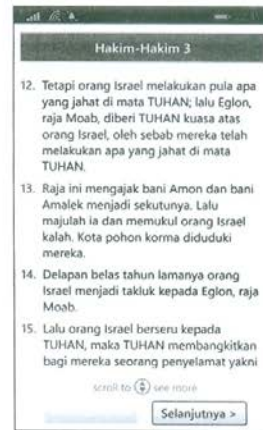 Hakim-Hakim 3
12. Tetapi orang Israel melakukan pula apa
yang jahat di mata TUHAN; lalu Eglon,
raja Moab, diberi TUHAN kuasa atas
orang Israel, oleh sebab mereka telah
melakukan apa yang jahat di mata
TUHAN.
13. Raja ini mengajak bani Amon dan bani
Amalek menjadi sekutunya. Lalu
majulah ia dan memukul orang Israel
kalah. Kota pohon korma diduduki
mereka.
14. Delapan belas tahun lamanya orang
Israel menjadi takluk kepada Eglon, raja
Moab.
15. Lalu orang Israel berseru kepada
TUHAN, maka TUHAN membangkitkan
bagi mereka seorang penyelamat yakni
scroll to see more
Selanjutnya >